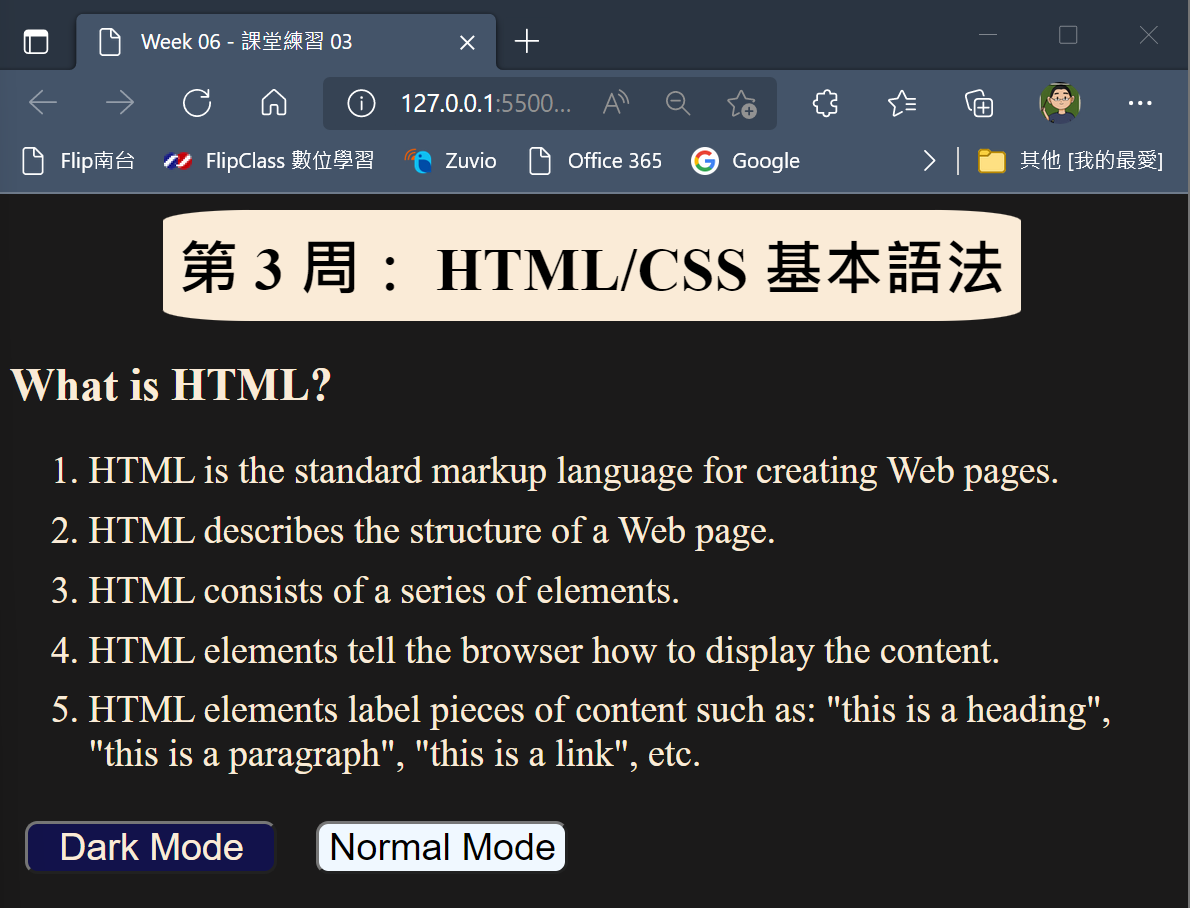 Week 06 - 課堂練習 03
127.0.0.1:5500...
Flip南台 FlipClass 數位學習 Zuvio Office 365 Google 其他 [我的最愛]
第 3 周： HTML/CSS 基本語法
What is HTML?
1. HTML is the standard markup language for creating Web pages.
2. HTML describes the structure of a Web page.
3. HTML consists of a series of elements.
4. HTML elements tell the browser how to display the content.
5. HTML elements label pieces of content such as: "this is a heading",
"this is a paragraph", "this is a link", etc.
Dark Mode Normal Mode